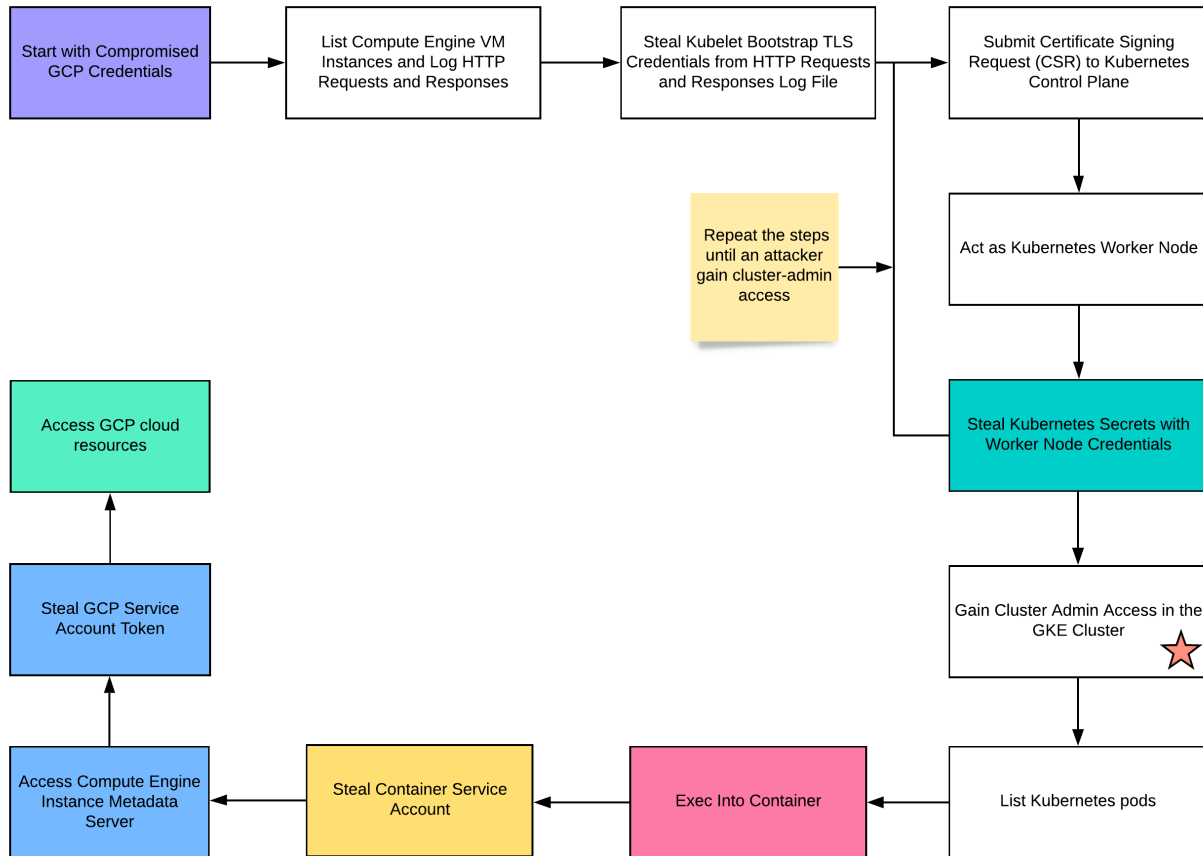 Start with Compromised
GCP Credentials
List Compute Engine VM
Instances and Log HTTP
Requests and Responses
Steal Kubelet Bootstrap TLS
Credentials from HTTP Requests
and Responses Log File
Submit Certificate Signing
Request (CSR) to Kubernetes
Control Plane
Act as Kubernetes Worker Node
Repeat the steps
until an attacker
gain cluster-admin
access
Steal Kubernetes Secrets with
Worker Node Credentials
Gain Cluster Admin Access in the
GKE Cluster
List Kubernetes pods
Exec Into Container
Steal Container Service
Account
Access Compute Engine
Instance Metadata
Server
Steal GCP Service
Account Token
Access GCP cloud
resources